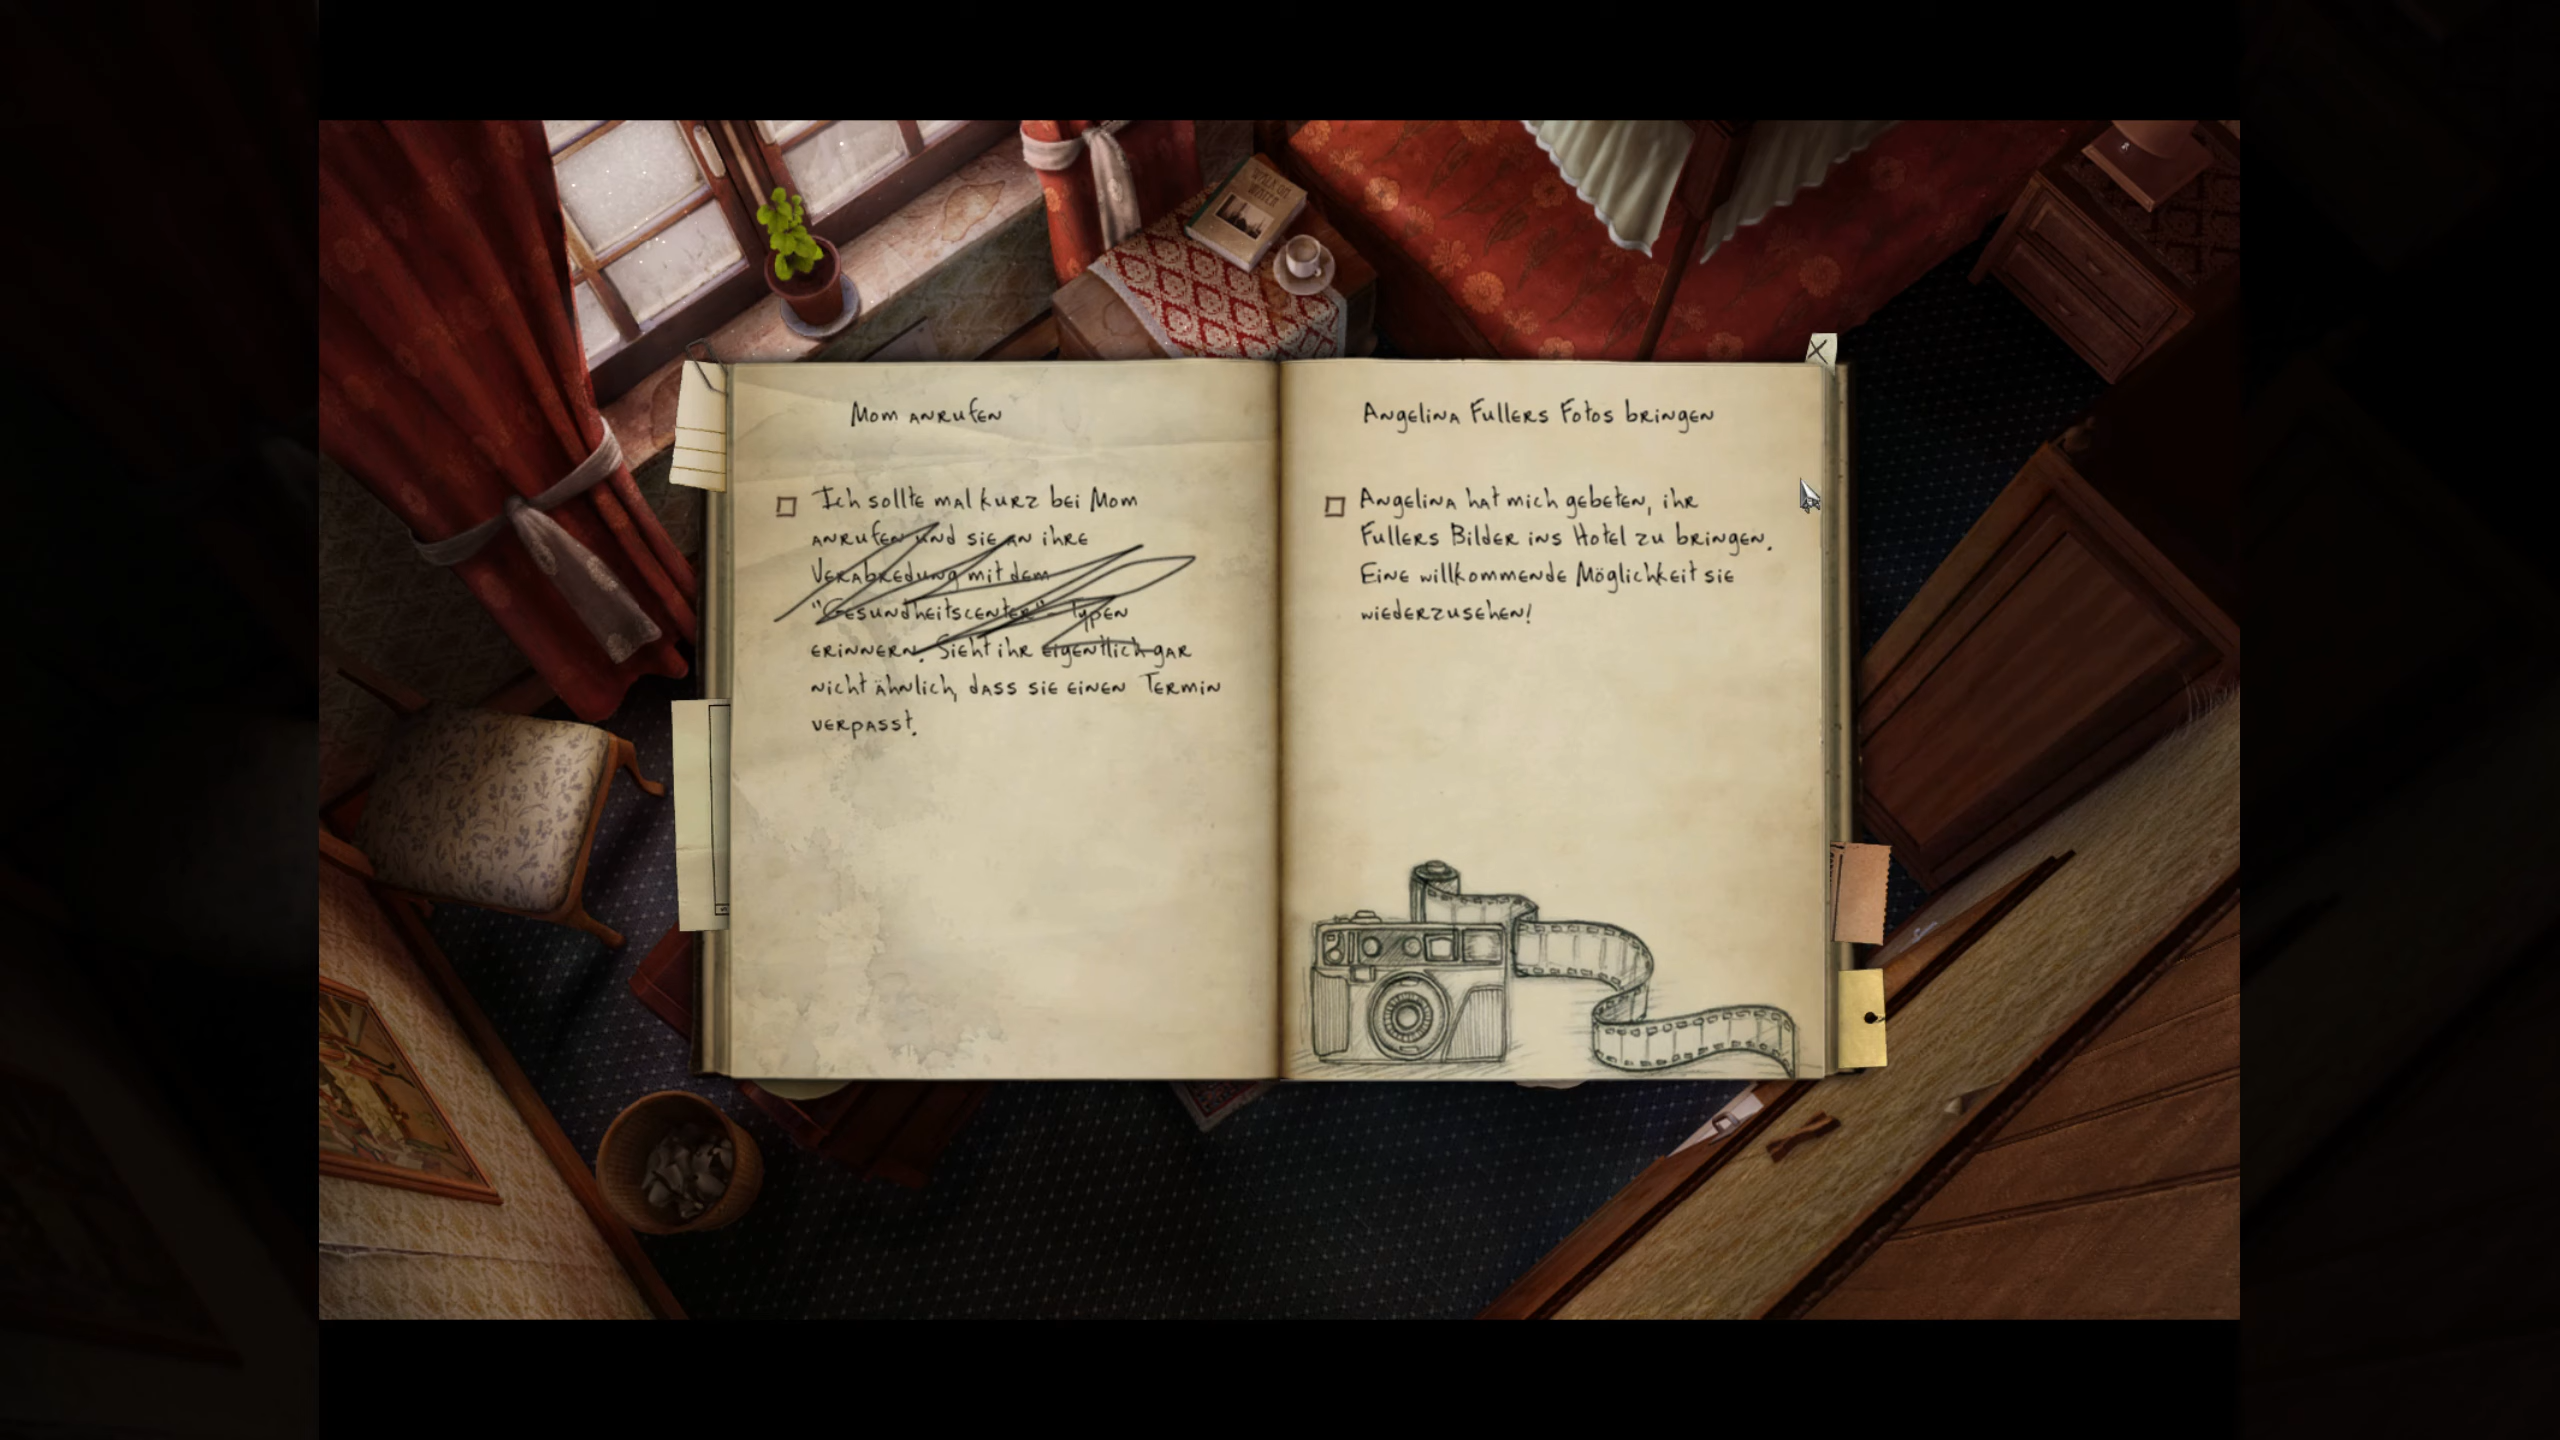 Mom anrufen
Ich sollte mal kurz bei Mom
anrufen und sie an ihre
Verabredung mit dem
"Gesundheitscenter"- Typen
erinnern. Sieht ihr eigentlich gar
nicht ähnlich, dass sie einen Termin
verpasst.
Angelina Fullers Fotos bringen
Angelina hat mich gebeten, ihr
Fullers Bilder ins Hotel zu bringen.
Eine willkommende Möglichkeit sie
wiederzusehen!